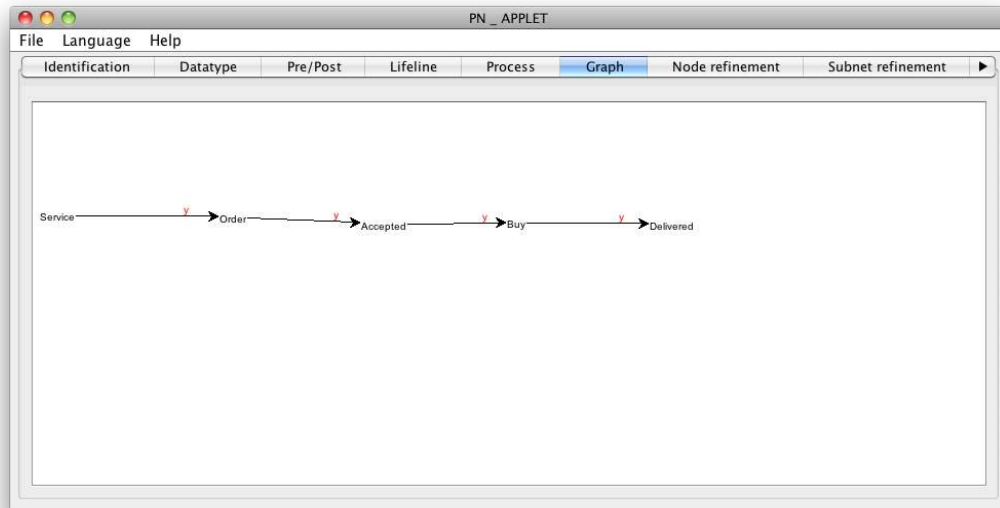 PN _ APPLET
File Language Help
Identification Datatype Pre/Post Lifeline Process Graph Node refinement Subnet refinement
Service y Order y Accepted y Buy y Delivered